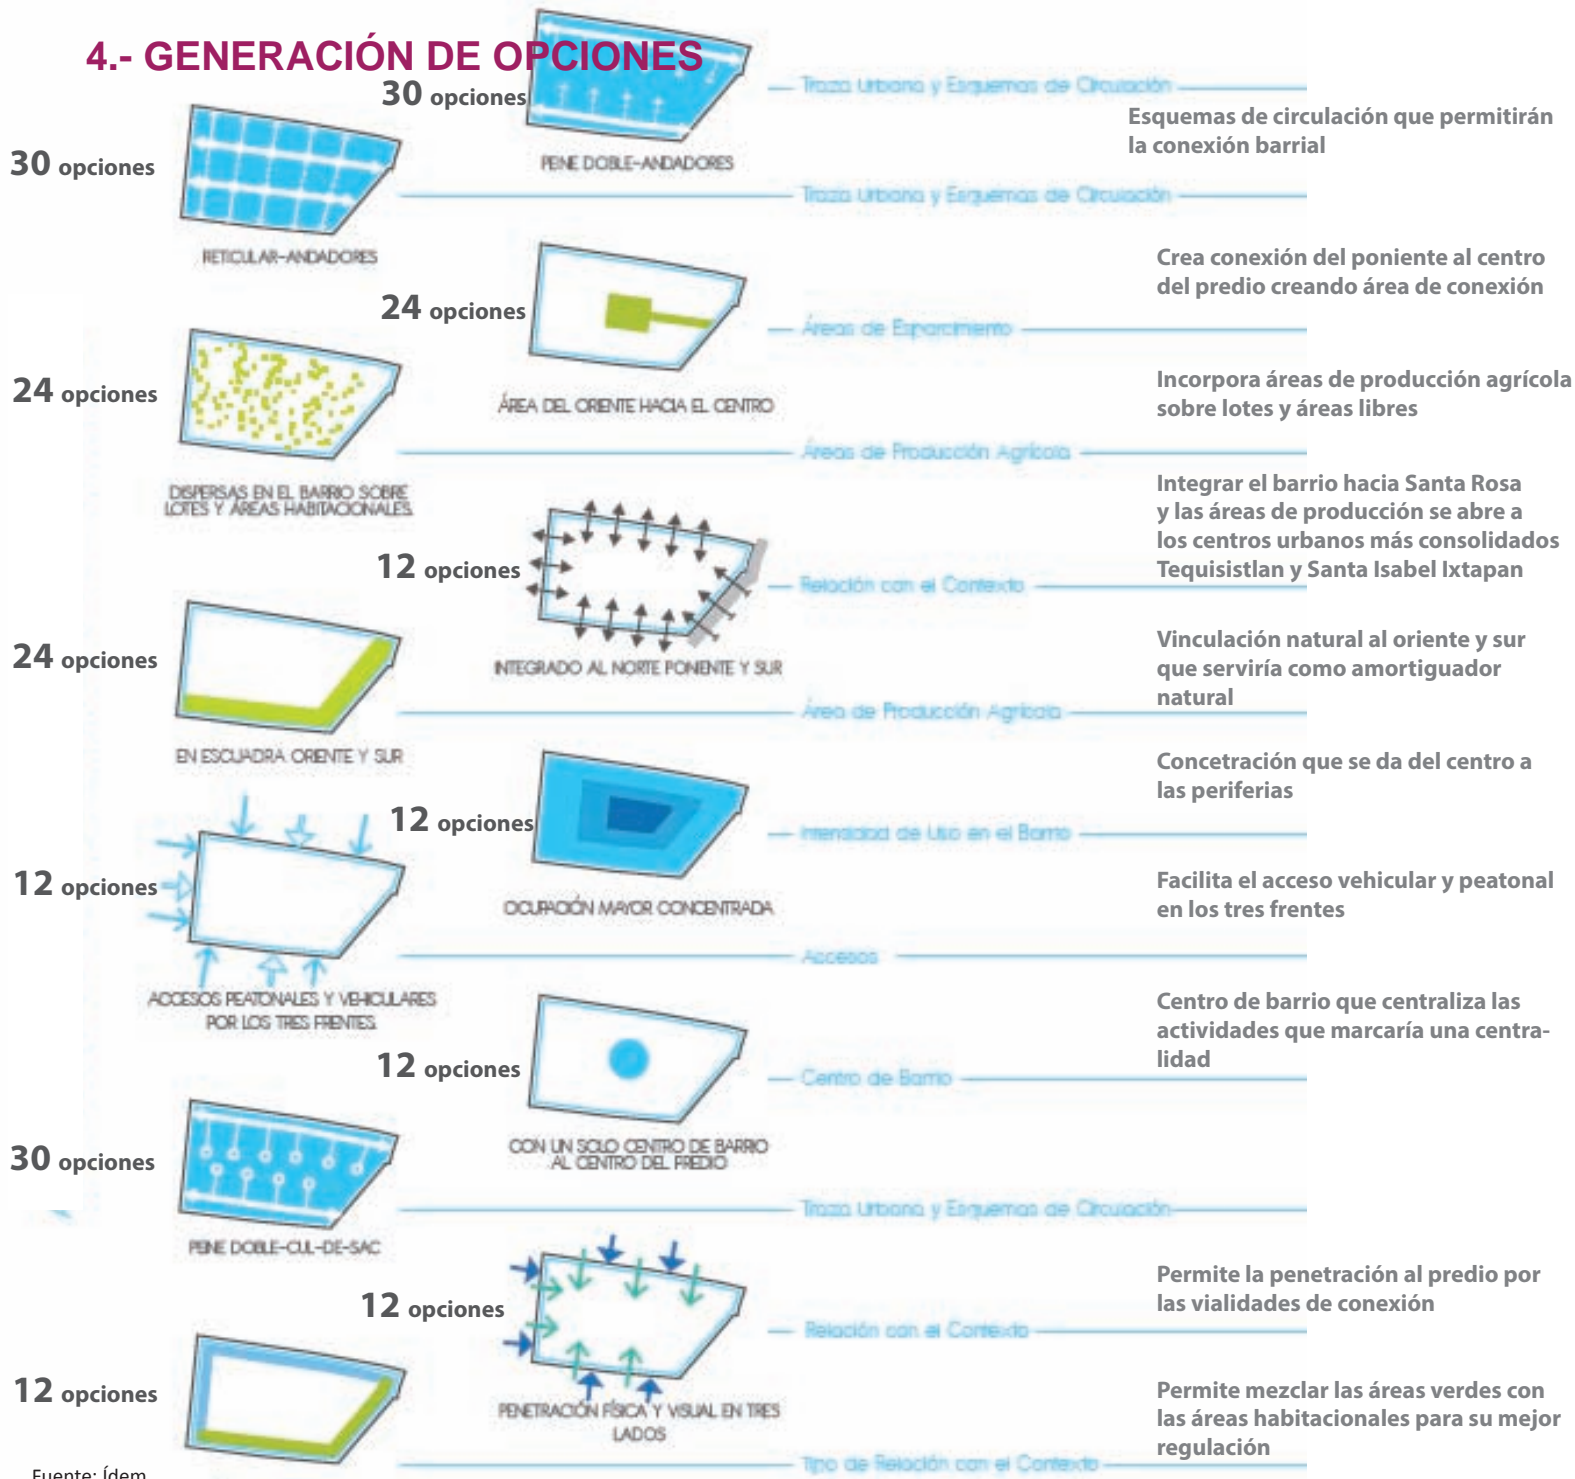 4.- GENERACIÓN DE OPCIONES
30 opciones
Traza Urbana y Esquemas de Circulación
PEINE DOBLE-ANDADORES
Esquemas de circulación que permitirán
la conexión barrial
30 opciones
Traza Urbana y Esquemas de Circulación
RETICULAR-ANDADORES
24 opciones
Áreas de Esparcimiento
ÁREA DEL ORIENTE HACIA EL CENTRO
Crea conexión del poniente al centro
del predio creando área de conexión
24 opciones
Áreas de Producción Agrícola
DISPERSAS EN EL BARRIO SOBRE
LOTES Y ÁREAS HABITACIONALES.
Incorpora áreas de producción agrícola
sobre lotes y áreas libres
12 opciones
Relación con el Contexto
INTEGRADO AL NORTE PONIENTE Y SUR
Integrar el barrio hacia Santa Rosa
y las áreas de producción se abre a
los centros urbanos más consolidados
Tequisistlan y Santa Isabel Ixtapan
24 opciones
Área de Producción Agrícola
EN ESCUADRA ORIENTE Y SUR
Vinculación natural al oriente y sur
que serviría como amortiguador
natural
12 opciones
Intensidad de Uso en el Barrio
OCUPACIÓN MAYOR CONCENTRADA
Concetración que se da del centro a
las periferias
12 opciones
Accesos
ACCESOS PEATONALES Y VEHICULARES
POR LOS TRES FRENTES.
Facilita el acceso vehicular y peatonal
en los tres frentes
12 opciones
Centro de Barrio
CON UN SOLO CENTRO DE BARRIO
AL CENTRO DEL PREDIO
Centro de barrio que centraliza las
actividades que marcaría una centra-
lidad
30 opciones
Traza Urbana y Esquemas de Circulación
PEINE DOBLE-CUL-DE-SAC
12 opciones
Relación con el Contexto
PENETRACIÓN FÍSICA Y VISUAL EN TRES
LADOS
Permite la penetración al predio por
las vialidades de conexión
12 opciones
Tipo de Relación con el Contexto
Permite mezclar las áreas verdes con
las áreas habitacionales para su mejor
regulación
Fuente: Ídem